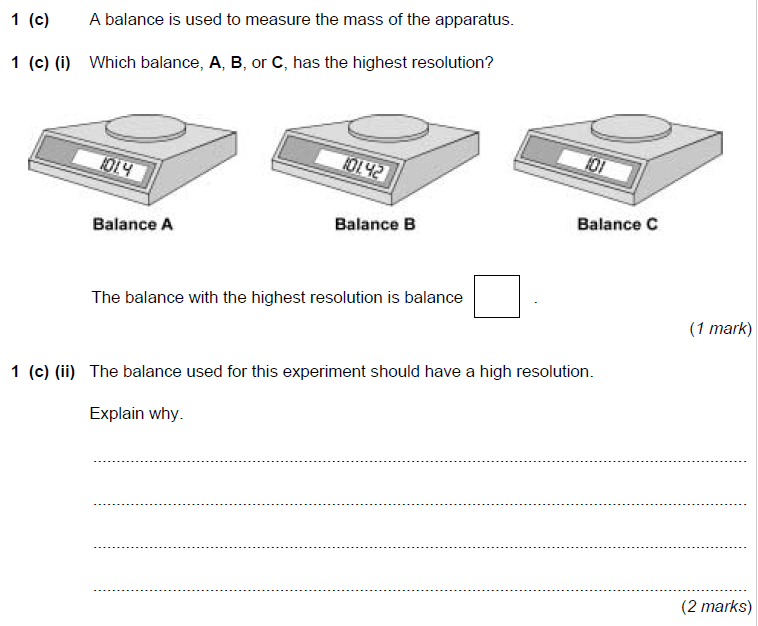 1 (c) A balance is used to measure the mass of the apparatus.
1 (c) (i) Which balance, A, B, or C, has the highest resolution?
101.4 101.42 101
Balance A Balance B Balance C
The balance with the highest resolution is balance .
(1 mark)
1 (c) (ii) The balance used for this experiment should have a high resolution.
Explain why.
(2 marks)